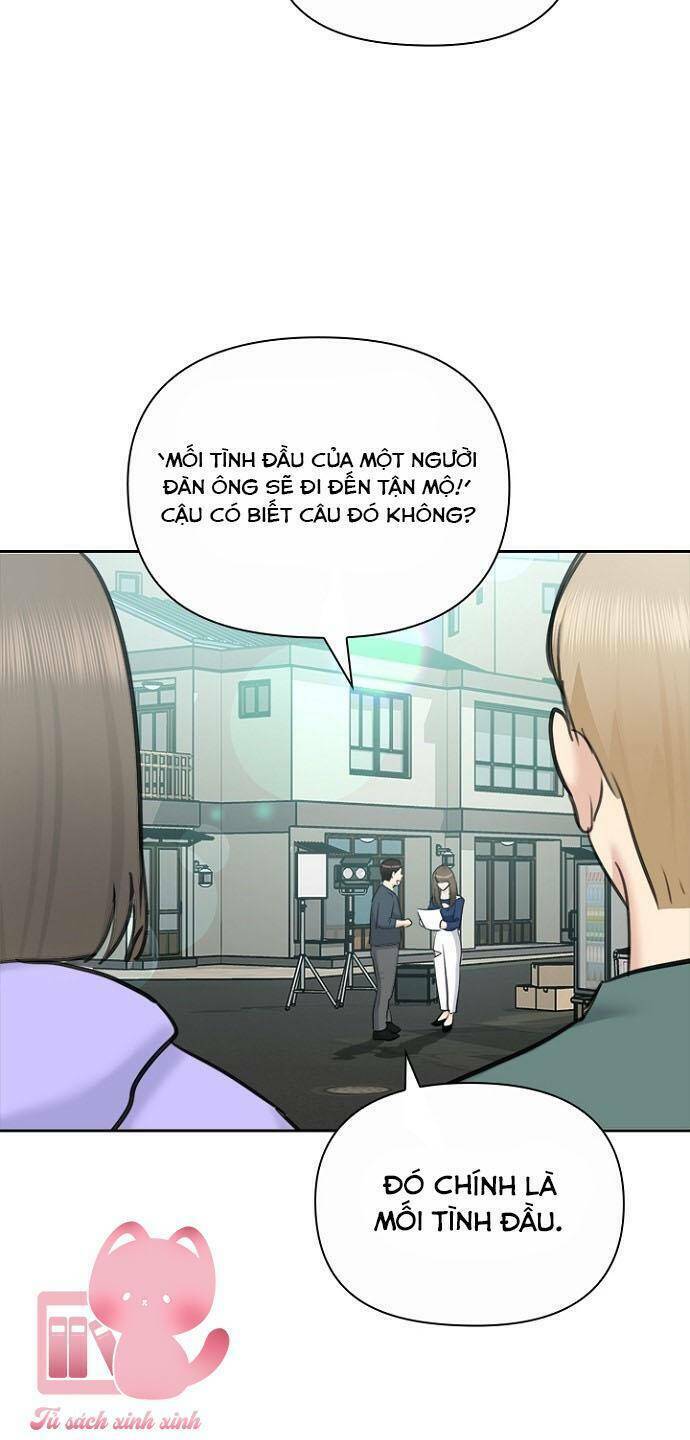 'MỐI TÌNH ĐẦU CỦA MỘT NGƯỜI
ĐÀN ÔNG SẼ ĐI ĐẾN TẬN MỘ!'
CẬU CÓ BIẾT CÂU ĐÓ KHÔNG?
ĐÓ CHÍNH LÀ
MỐI TÌNH ĐẦU.
Tủ sách xinh xinh